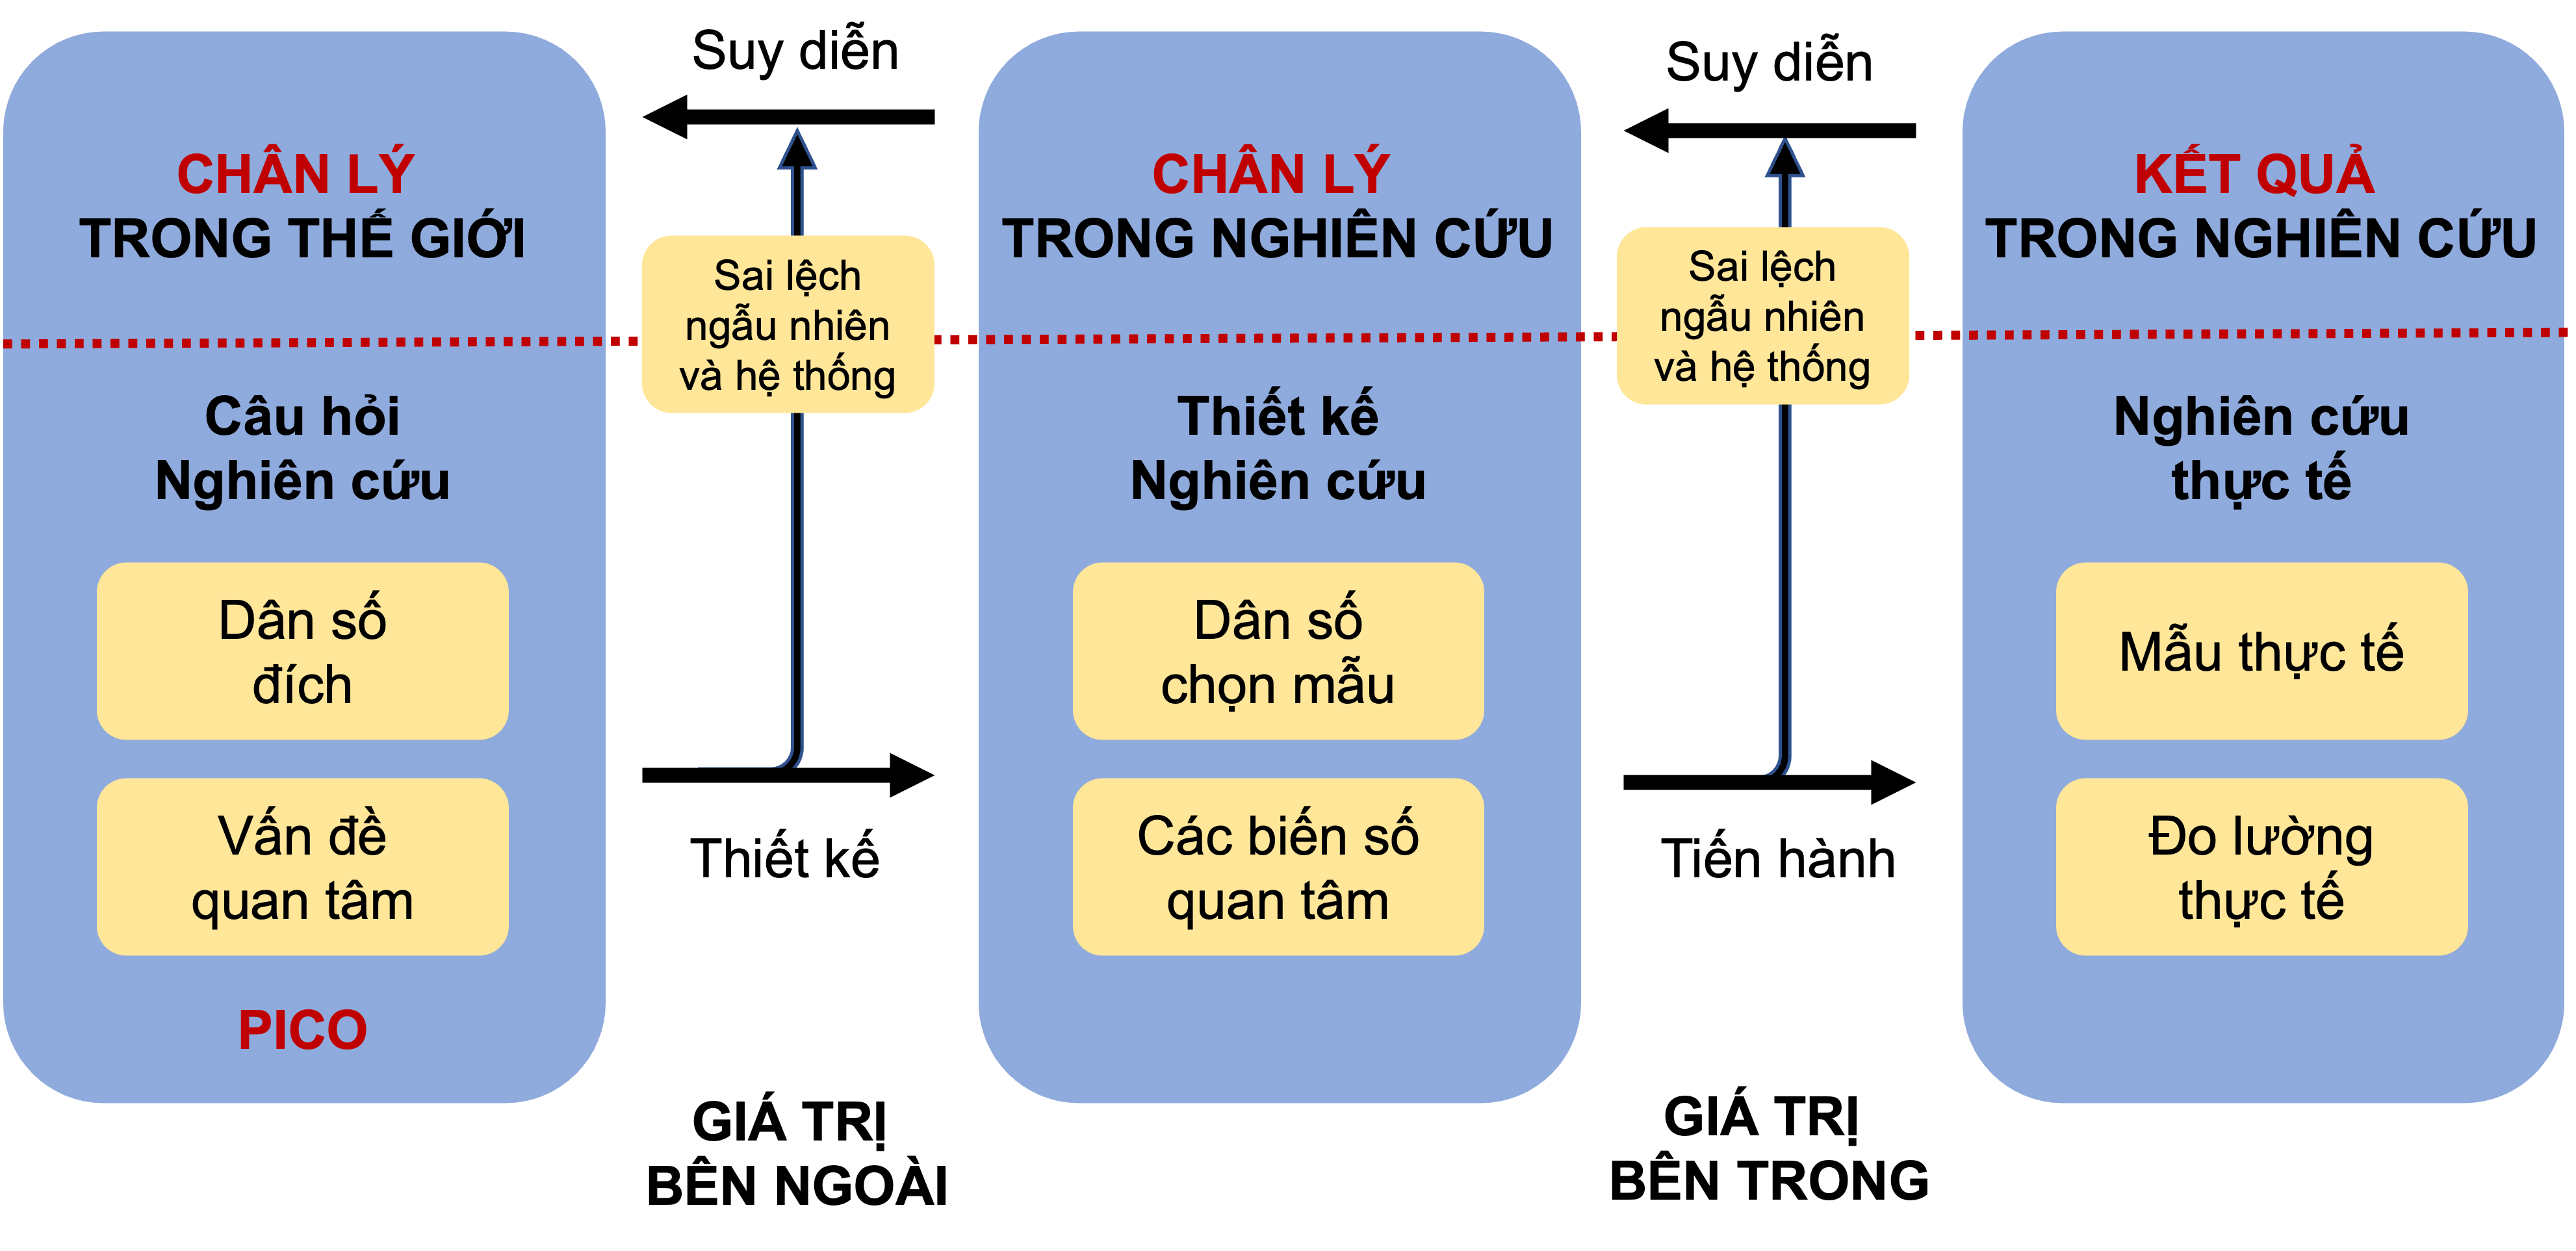 CHÂN LÝ
TRONG THẾ GIỚI
Câu hỏi
Nghiên cứu
Dân số
đích
Vấn đề
quan tâm
PICO
Suy diễn
Sai lệch
ngẫu nhiên
và hệ thống
Thiết kế
GIÁ TRỊ
BÊN NGOÀI
CHÂN LÝ
TRONG NGHIÊN CỨU
Thiết kế
Nghiên cứu
Dân số
chọn mẫu
Các biến số
quan tâm
Suy diễn
Sai lệch
ngẫu nhiên
và hệ thống
Tiến hành
GIÁ TRỊ
BÊN TRONG
KẾT QUẢ
TRONG NGHIÊN CỨU
Nghiên cứu
thực tế
Mẫu thực tế
Đo lường
thực tế